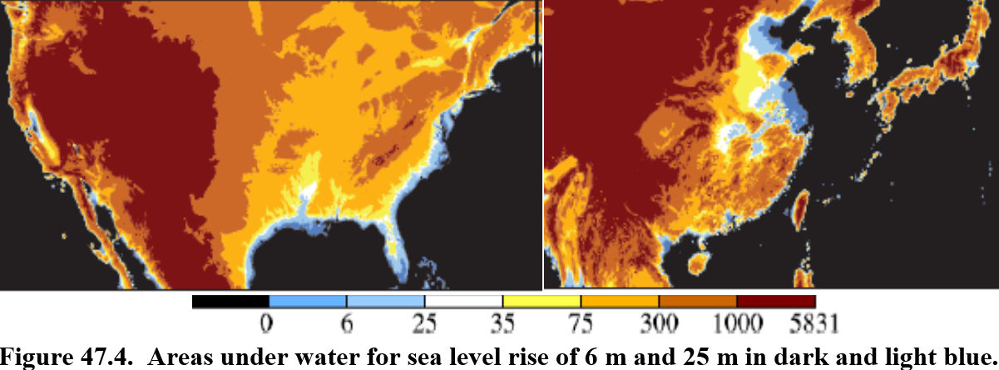 0 6 25 35 75 300 1000 5831
Figure 47.4. Areas under water for sea level rise of 6 m and 25 m in dark and light blue.